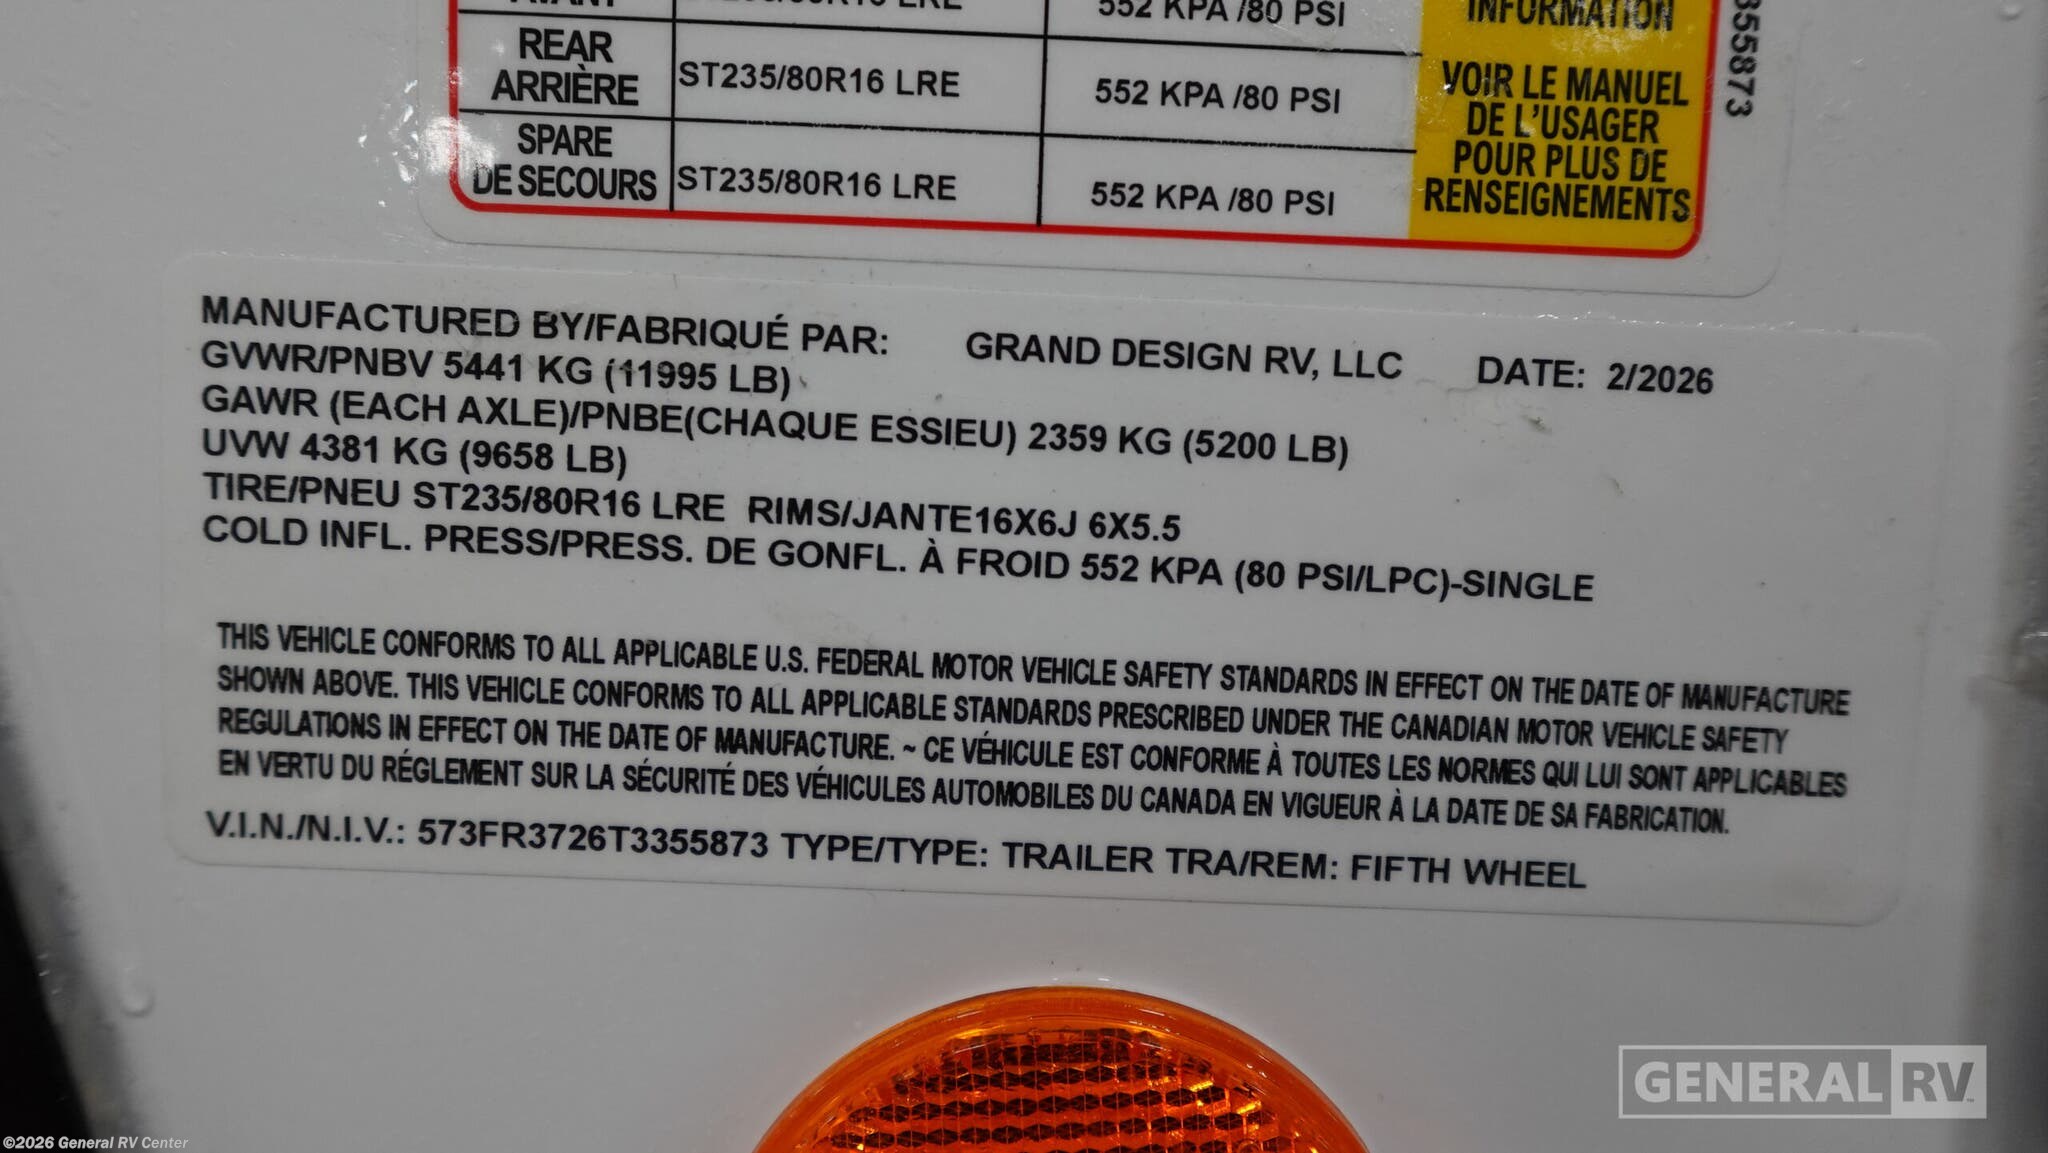 AVANT ST235/80R16 LRE 552 KPA /80 PSI INFORMATION
REAR
ARRIÈRE ST235/80R16 LRE 552 KPA /80 PSI
SPARE
DE SECOURS ST235/80R16 LRE 552 KPA /80 PSI
VOIR LE MANUEL
DE L'USAGER
POUR PLUS DE
RENSEIGNEMENTS
355873
MANUFACTURED BY/FABRIQUÉ PAR: GRAND DESIGN RV, LLC DATE: 2/2026
GVWR/PNBV 5441 KG (11995 LB)
GAWR (EACH AXLE)/PNBE(CHAQUE ESSIEU) 2359 KG (5200 LB)
UVW 4381 KG (9658 LB)
TIRE/PNEU ST235/80R16 LRE RIMS/JANTE16X6J 6X5.5
COLD INFL. PRESS/PRESS. DE GONFL. À FROID 552 KPA (80 PSI/LPC)-SINGLE
THIS VEHICLE CONFORMS TO ALL APPLICABLE U.S. FEDERAL MOTOR VEHICLE SAFETY STANDARDS IN EFFECT ON THE DATE OF MANUFACTURE
SHOWN ABOVE. THIS VEHICLE CONFORMS TO ALL APPLICABLE STANDARDS PRESCRIBED UNDER THE CANADIAN MOTOR VEHICLE SAFETY
REGULATIONS IN EFFECT ON THE DATE OF MANUFACTURE. ~ CE VÉHICULE EST CONFORME À TOUTES LES NORMES QUI LUI SONT APPLICABLES
EN VERTU DU RÉGLEMENT SUR LA SÉCURITÉ DES VÉHICULES AUTOMOBILES DU CANADA EN VIGUEUR À LA DATE DE SA FABRICATION.
V.I.N./N.I.V.: 573FR3726T3355873 TYPE/TYPE: TRAILER TRA/REM: FIFTH WHEEL
GENERAL RV
©2026 General RV Center